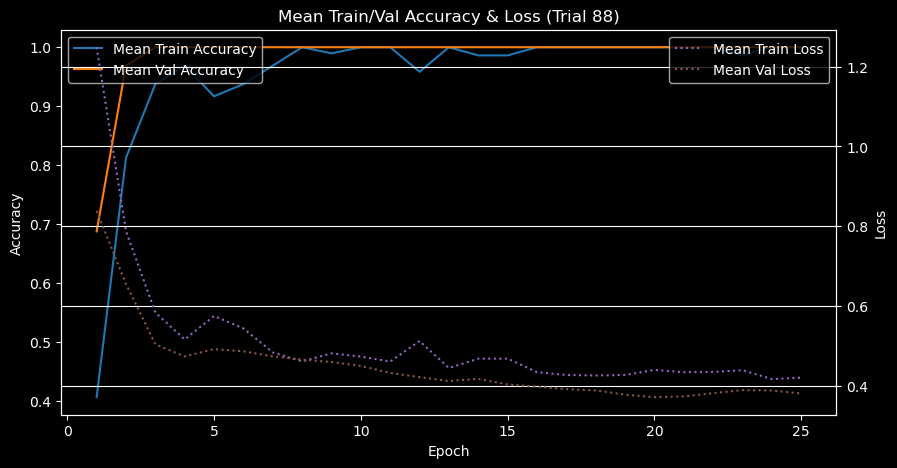 Mean Train/Val Accuracy & Loss (Trial 88)
Mean Train Accuracy
Mean Val Accuracy
Mean Train Loss
Mean Val Loss
1.0
0.9
0.8
0.7
0.6
0.5
0.4
Accuracy
1.2
1.0
0.8
0.6
0.4
Loss
0
5
10
15
20
25
Epoch